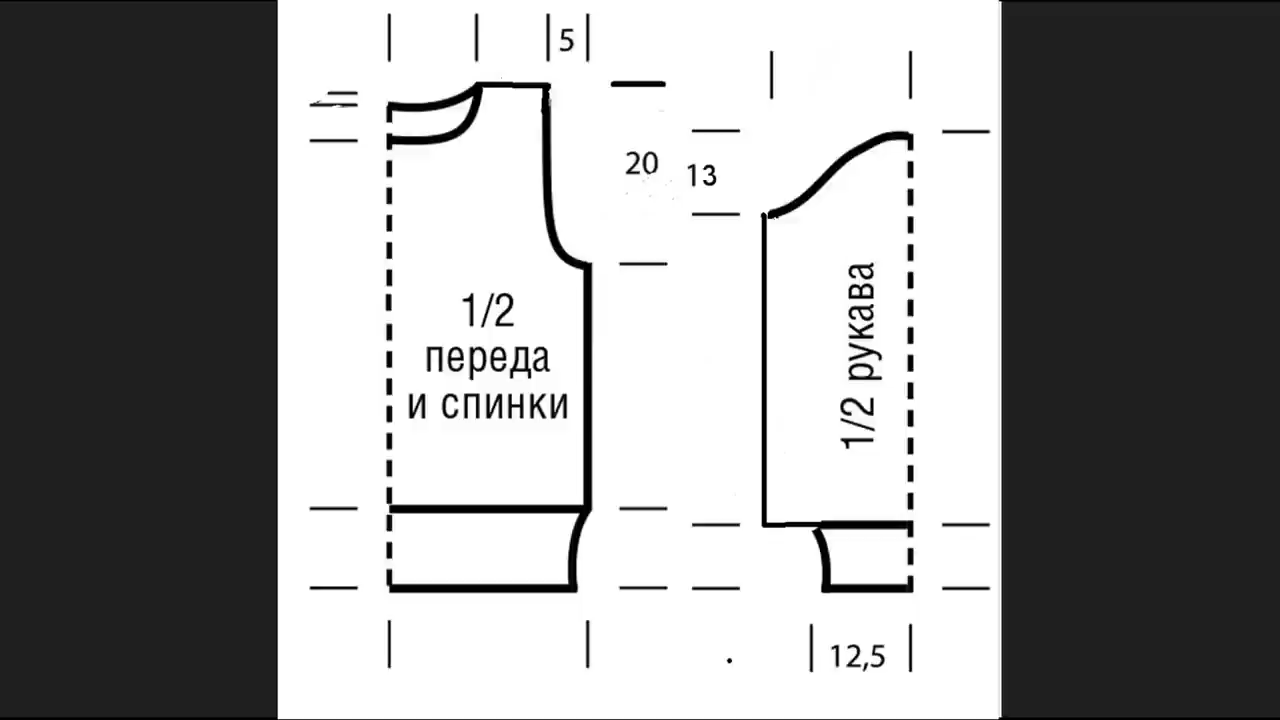 5
20
13
1/2
переда
и спинки
1/2 рукава
12,5